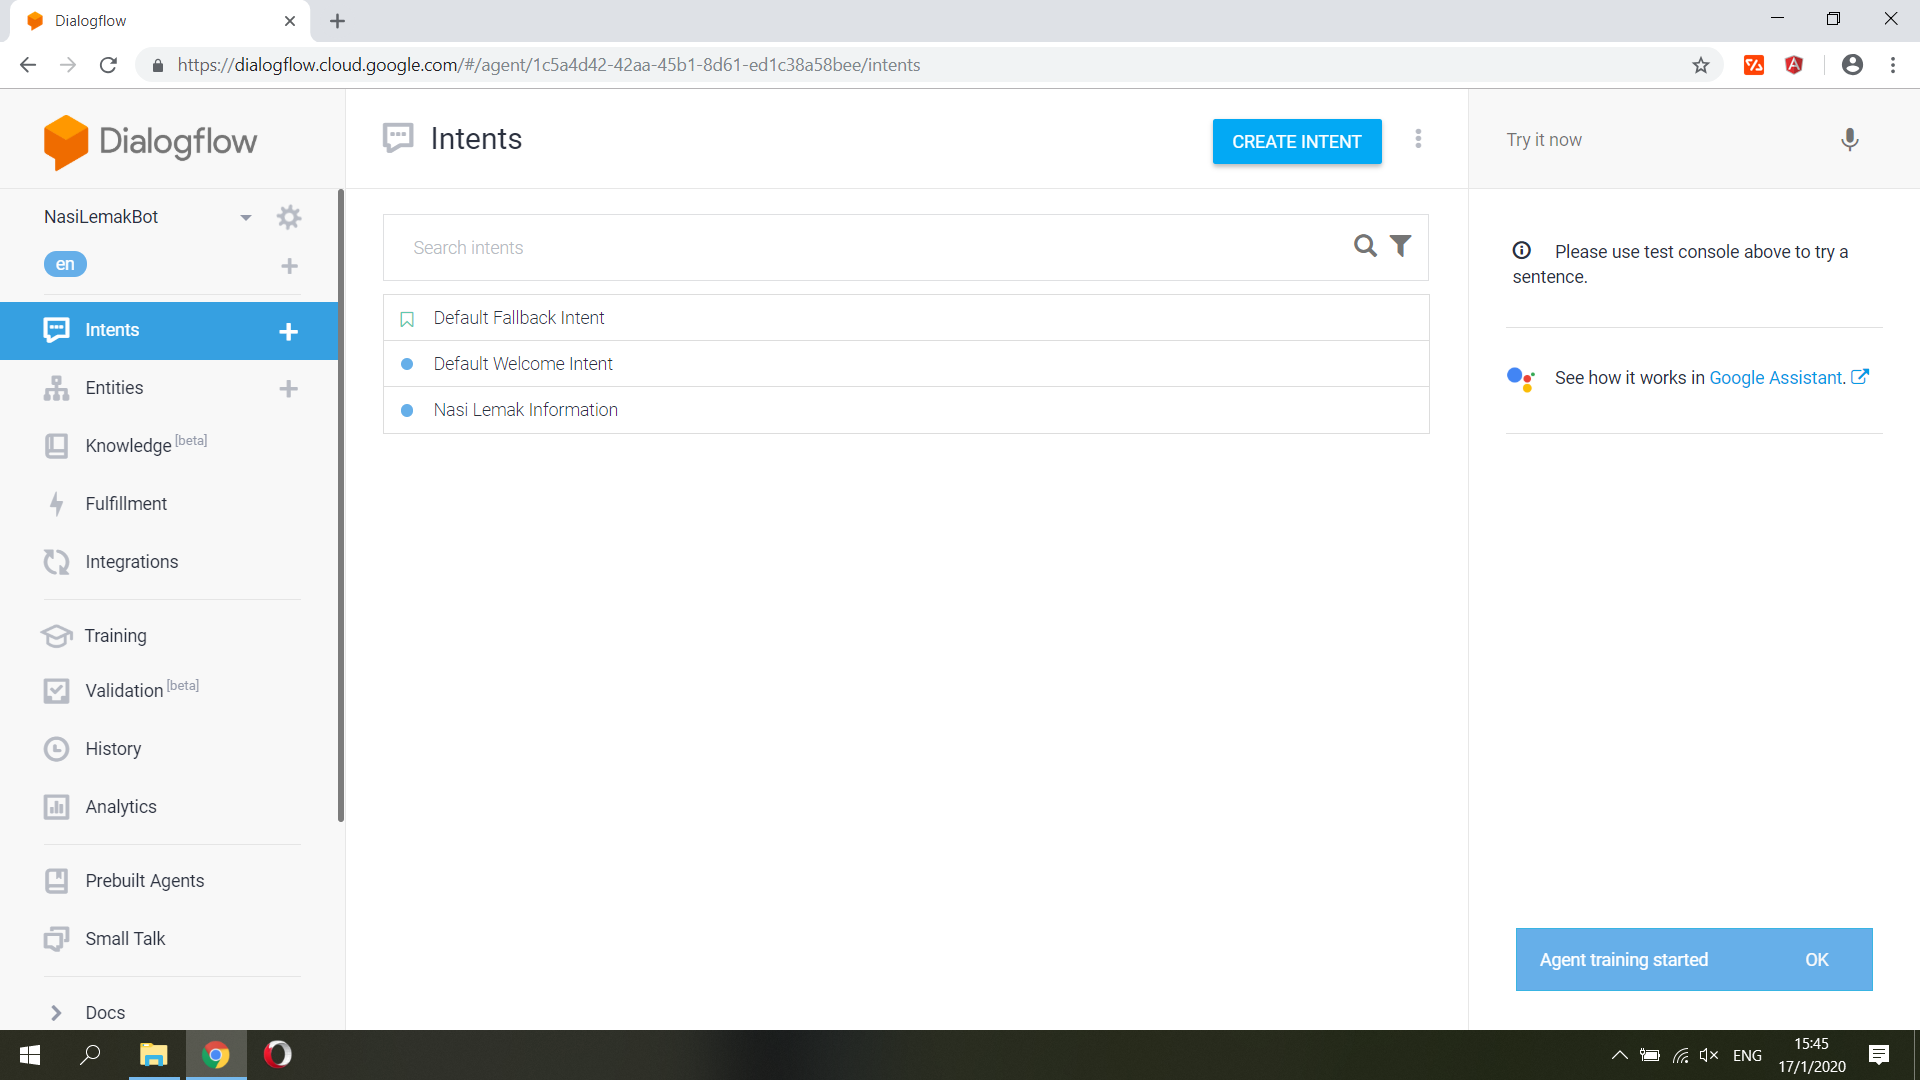 Dialogflow
https://dialogflow.cloud.google.com/#/agent/1c5a4d42-42aa-45b1-8d61-ed1c38a58bee/intents
Dialogflow
NasiLemakBot
en
Intents
Entities
Knowledge [beta]
Fulfillment
Integrations
Training
Validation [beta]
History
Analytics
Prebuilt Agents
Small Talk
Docs
Intents
CREATE INTENT
Search intents
Default Fallback Intent
Default Welcome Intent
Nasi Lemak Information
Try it now
Please use test console above to try a
sentence.
See how it works in Google Assistant.
Agent training started OK
ENG
15:45
17/1/2020